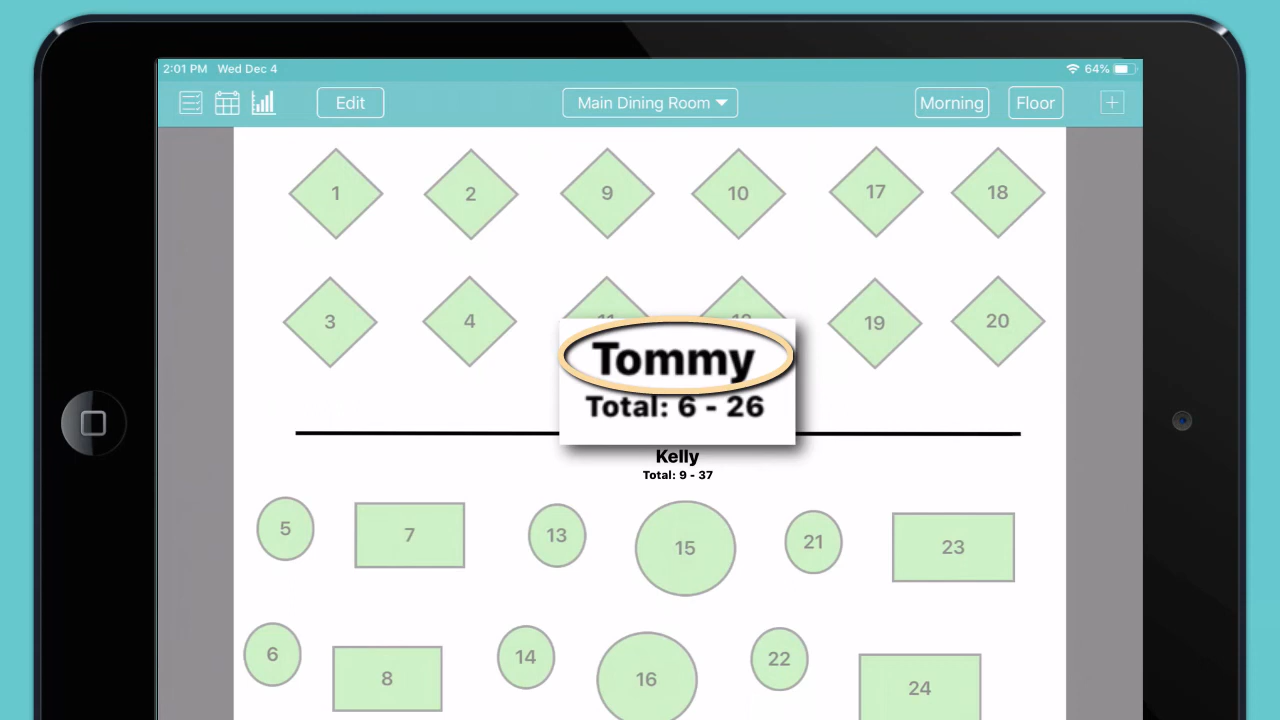 2:01 PM Wed Dec 4 64%
Edit Main Dining Room Morning Floor
1 2 9 10 17 18
3 4 11 12 19 20
Tommy
Total: 6 - 26
Kelly
Total: 9 - 37
5 7 13 15 21 23
6 8 14 16 22 24